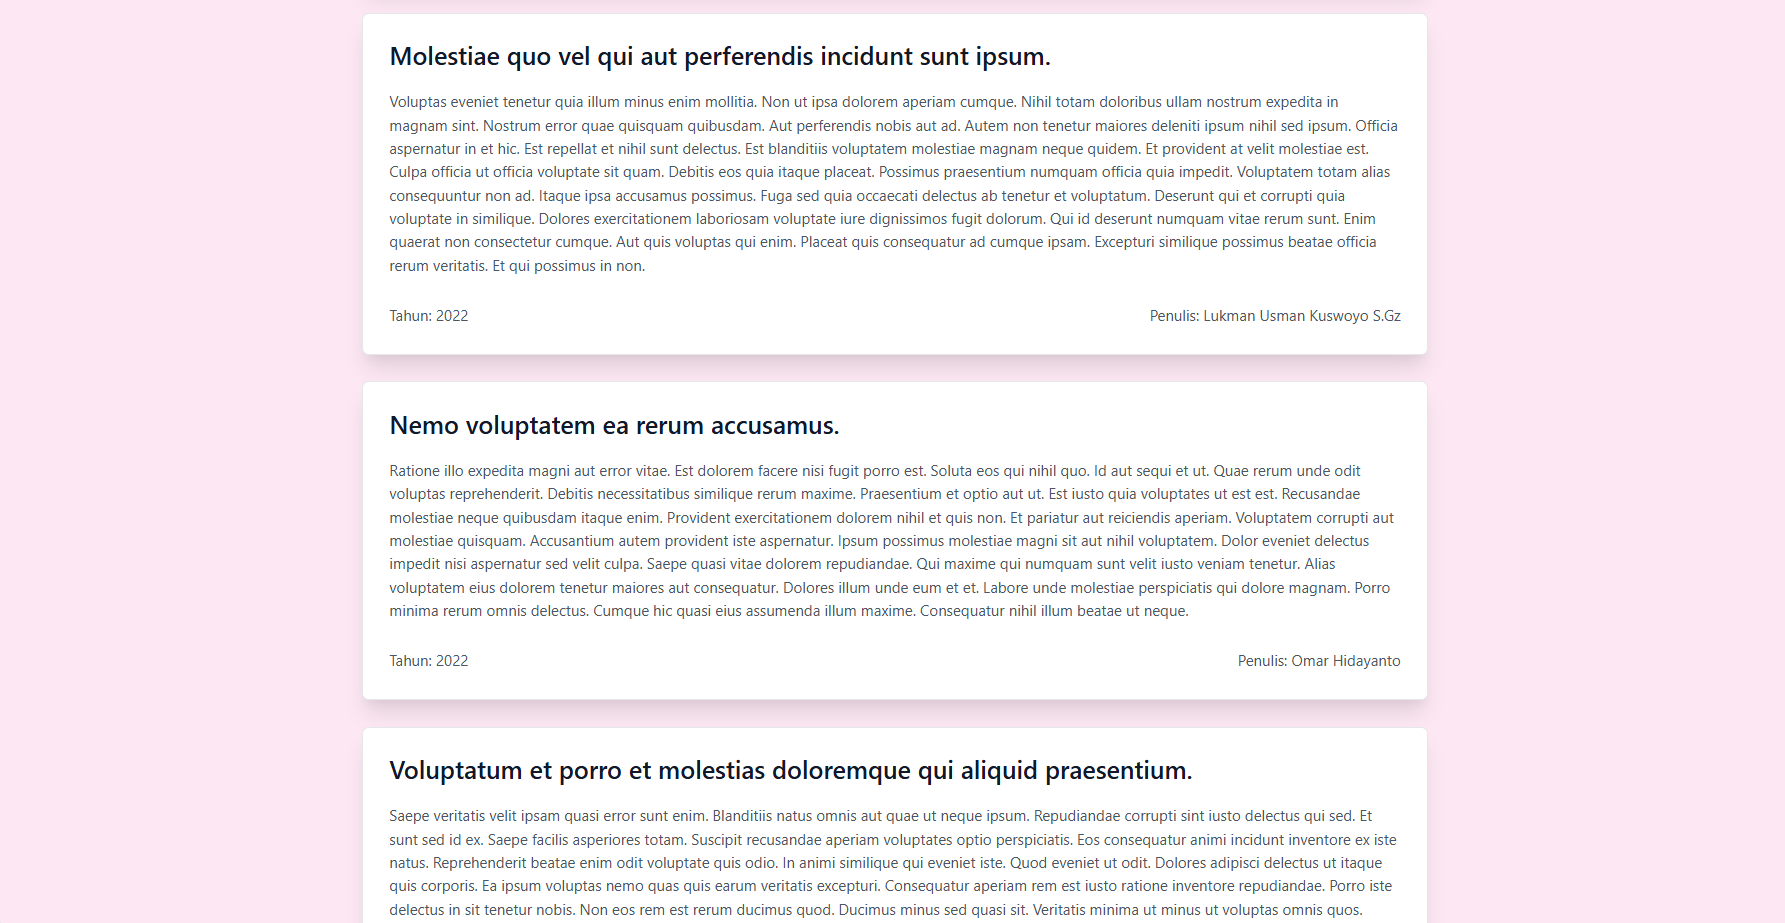 Molestiae quo vel qui aut perferendis incidunt sunt ipsum.
Voluptas eveniet tenetur quia illum minus enim mollitia. Non ut ipsa dolorem aperiam cumque. Nihil totam doloribus ullam nostrum expedita in
magnam sint. Nostrum error quae quisquam quibusdam. Aut perferendis nobis aut ad. Autem non tenetur maiores deleniti ipsum nihil sed ipsum. Officia
aspernatur in et hic. Est repellat et nihil sunt delectus. Est blanditiis voluptatem molestiae magnam neque quidem. Et provident at velit molestiae est.
Culpa officia ut officia voluptate sit quam. Debitis eos quia itaque placeat. Possimus praesentium numquam officia quia impedit. Voluptatem totam alias
consequuntur non ad. Itaque ipsa accusamus possimus. Fuga sed quia occaecati delectus ab tenetur et voluptatum. Deserunt qui et corrupti quia
voluptate in similique. Dolores exercitationem laboriosam voluptate iure dignissimos fugit dolorum. Qui id deserunt numquam vitae rerum sunt. Enim
quaerat non consectetur cumque. Aut quis voluptas qui enim. Placeat quis consequatur ad cumque ipsam. Excepturi similique possimus beatae officia
rerum veritatis. Et qui possimus in non.
Tahun: 2022
Penulis: Lukman Usman Kuswoyo S.Gz
Nemo voluptatem ea rerum accusamus.
Ratione illo expedita magni aut error vitae. Est dolorem facere nisi fugit porro est. Soluta eos qui nihil quo. Id aut sequi et ut. Quae rerum unde odit
voluptas reprehenderit. Debitis necessitatibus similique rerum maxime. Praesentium et optio aut ut. Est iusto quia voluptates ut est est. Recusandae
molestiae neque quibusdam itaque enim. Provident exercitationem dolorem nihil et quis non. Et pariatur aut reiciendis aperiam. Voluptatem corrupti aut
molestiae quisquam. Accusantium autem provident iste aspernatur. Ipsum possimus molestiae magni sit aut nihil voluptatem. Dolor eveniet delectus
impedit nisi aspernatur sed velit culpa. Saepe quasi vitae dolorem repudiandae. Qui maxime qui numquam sunt velit iusto veniam tenetur. Alias
voluptatem eius dolorem tenetur maiores aut consequatur. Dolores illum unde eum et et. Labore unde molestiae perspiciatis qui dolore magnam. Porro
minima rerum omnis delectus. Cumque hic quasi eius assumenda illum maxime. Consequatur nihil illum beatae ut neque.
Tahun: 2022
Penulis: Omar Hidayanto
Voluptatum et porro et molestias doloremque qui aliquid praesentium.
Saepe veritatis velit ipsam quasi error sunt enim. Blanditiis natus omnis aut quae ut neque ipsum. Repudiandae corrupti sint iusto delectus qui sed. Et
sunt sed id ex. Saepe facilis asperiores totam. Suscipit recusandae aperiam voluptates optio perspiciatis. Eos consequatur animi incidunt inventore ex iste
natus. Reprehenderit beatae enim odit voluptate quis odio. In animi similique qui eveniet iste. Quod eveniet ut odit. Dolores adipisci delectus ut itaque
quis corporis. Ea ipsum voluptas nemo quas quis earum veritatis excepturi. Consequatur aperiam rem est iusto ratione inventore repudiandae. Porro iste
delectus in sit tenetur nobis. Non eos rem est rerum ducimus quod. Ducimus minus sed quasi sit. Veritatis minima ut minus ut voluptas omnis quos.